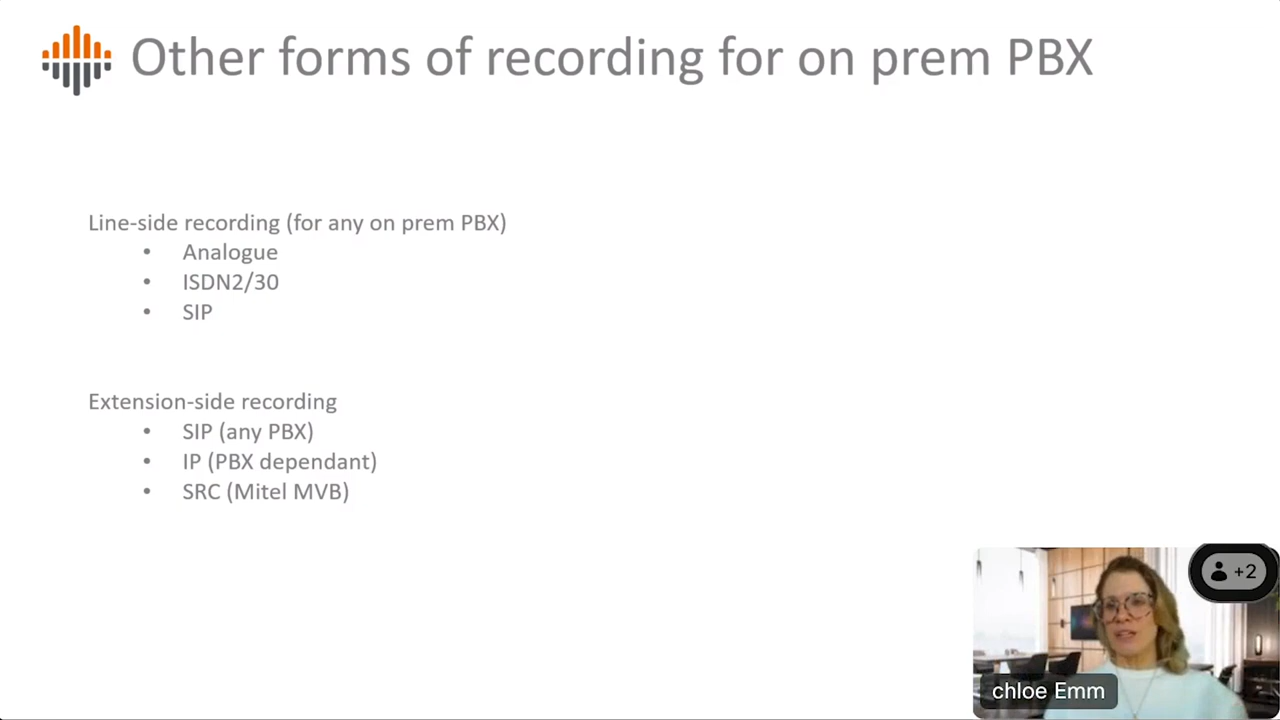 Other forms of recording for on prem PBX
Line-side recording (for any on prem PBX)
• Analogue
• ISDN2/30
• SIP
Extension-side recording
• SIP (any PBX)
• IP (PBX dependant)
• SRC (Mitel MVB)
+2
chloe Emm